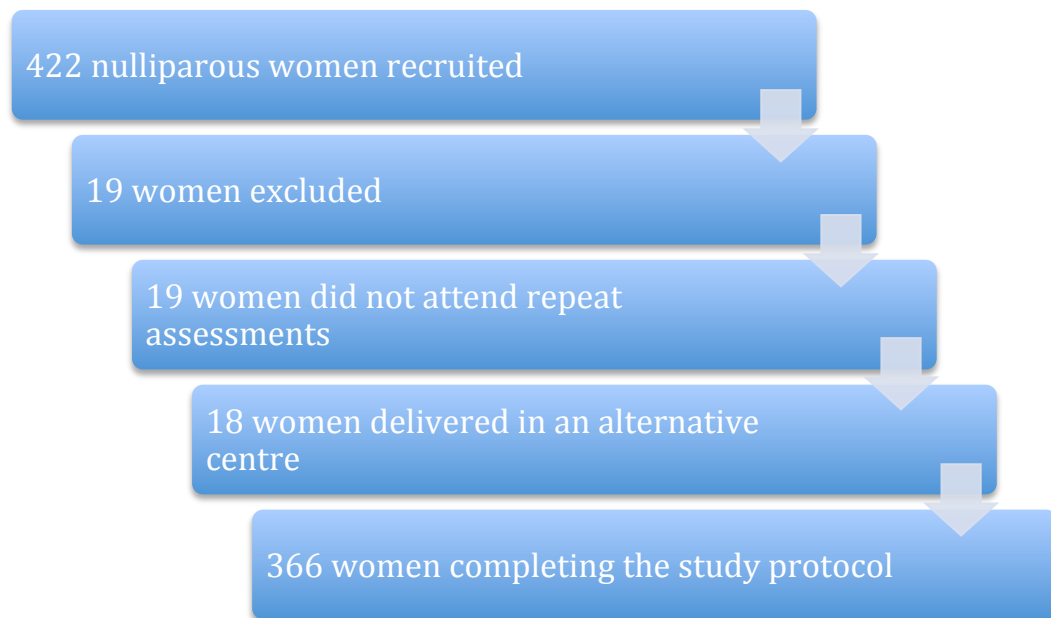 422 nulliparous women recruited
19 women excluded
19 women did not attend repeat
assessments
18 women delivered in an alternative
centre
366 women completing the study protocol